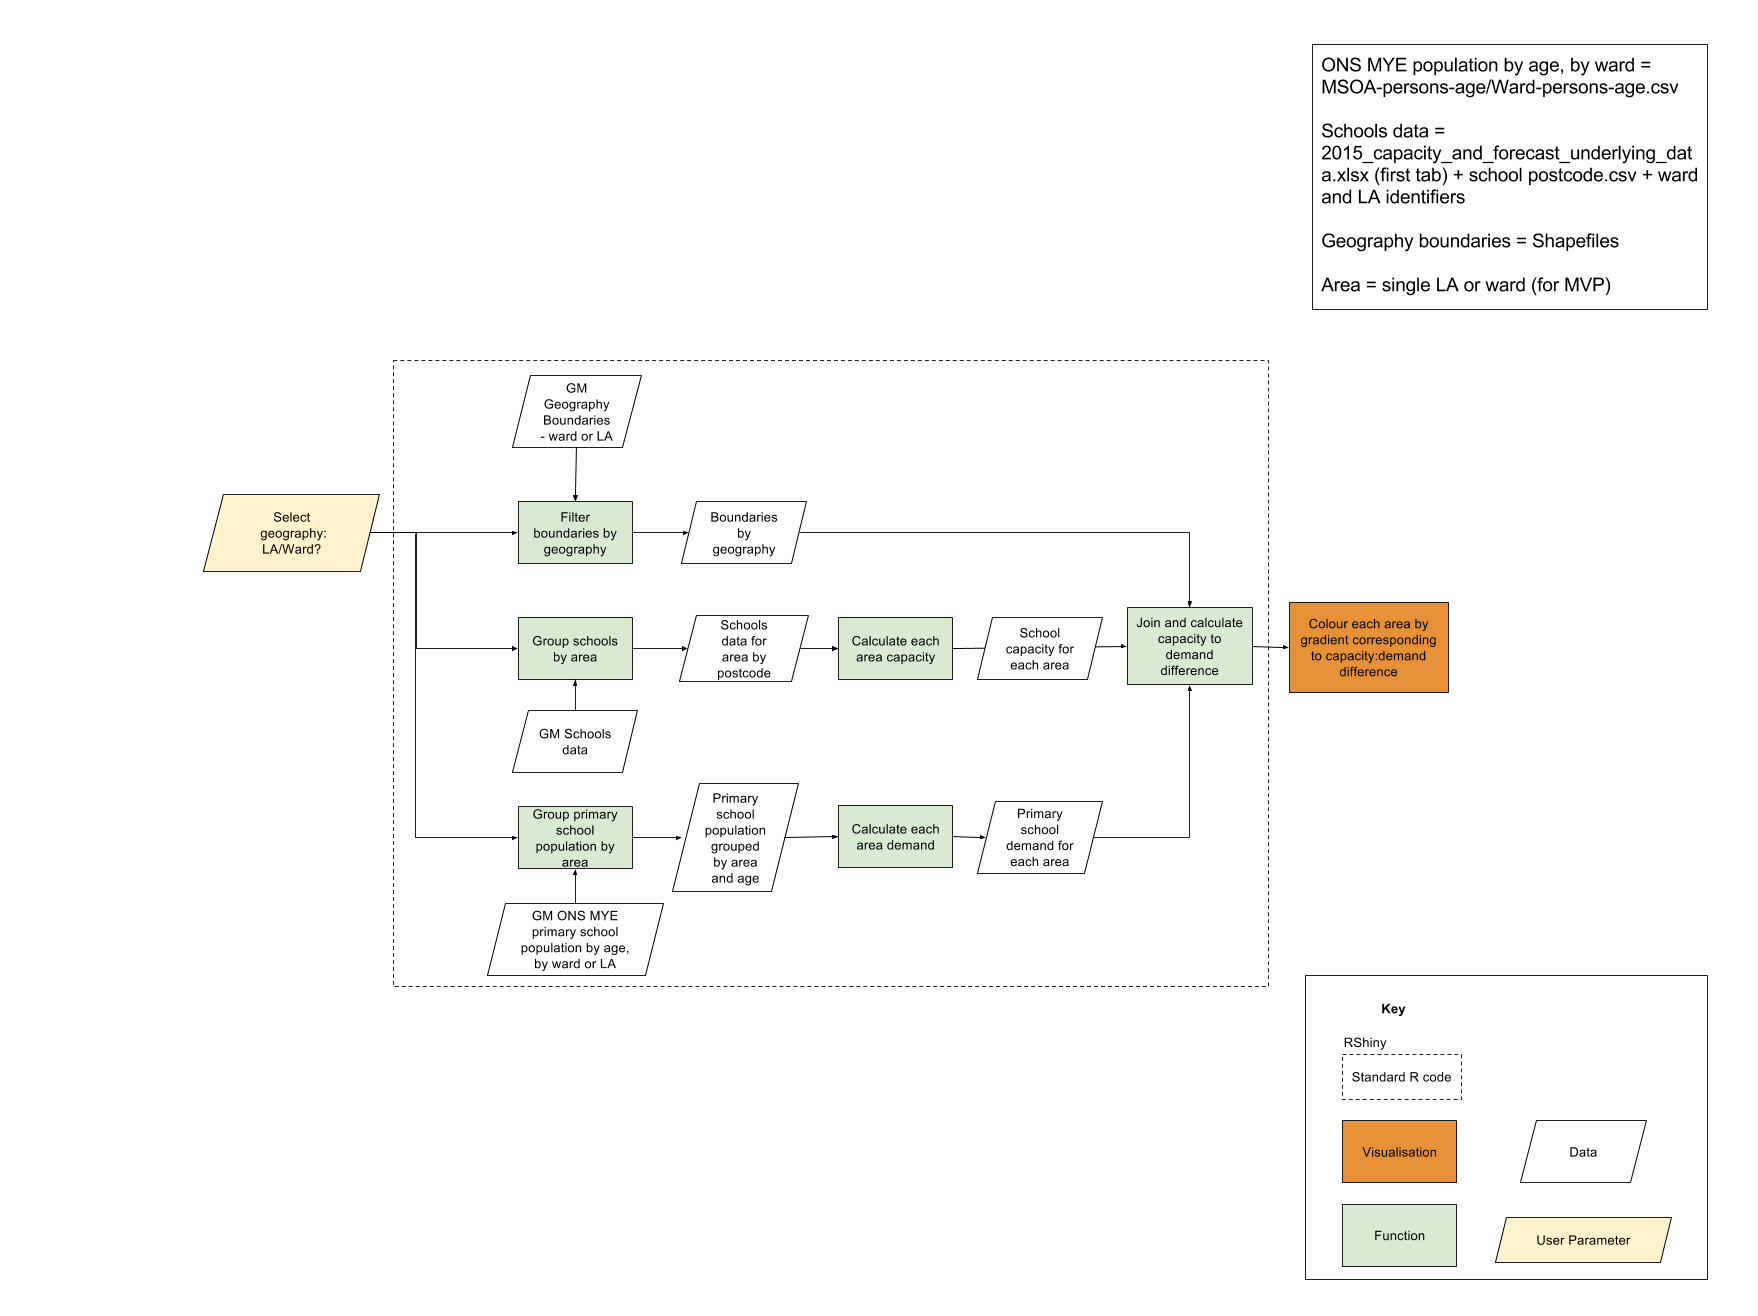 ONS MYE population by age, by ward =
MSOA-persons-age/Ward-persons-age.csv
Schools data =
2015_capacity_and_forecast_underlying_dat
a.xlsx (first tab) + school postcode.csv + ward
and LA identifiers
Geography boundaries = Shapefiles
Area = single LA or ward (for MVP)
GM
Geography
Boundaries
- ward or LA
Select
geography:
LA/Ward?
Filter
boundaries by
geography
Boundaries
by
geography
Group schools
by area
Schools
data for
area by
postcode
Calculate each
area capacity
School
capacity for
each area
Join and calculate
capacity to
demand
difference
Colour each area by
gradient corresponding
to capacity:demand
difference
GM Schools
data
Group primary
school
population by
area
Primary
school
population
grouped
by area
and age
Calculate each
area demand
Primary
school
demand for
each area
GM ONS MYE
primary school
population by age,
by ward or LA
Key
RShiny
Standard R code
Visualisation
Data
Function
User Parameter